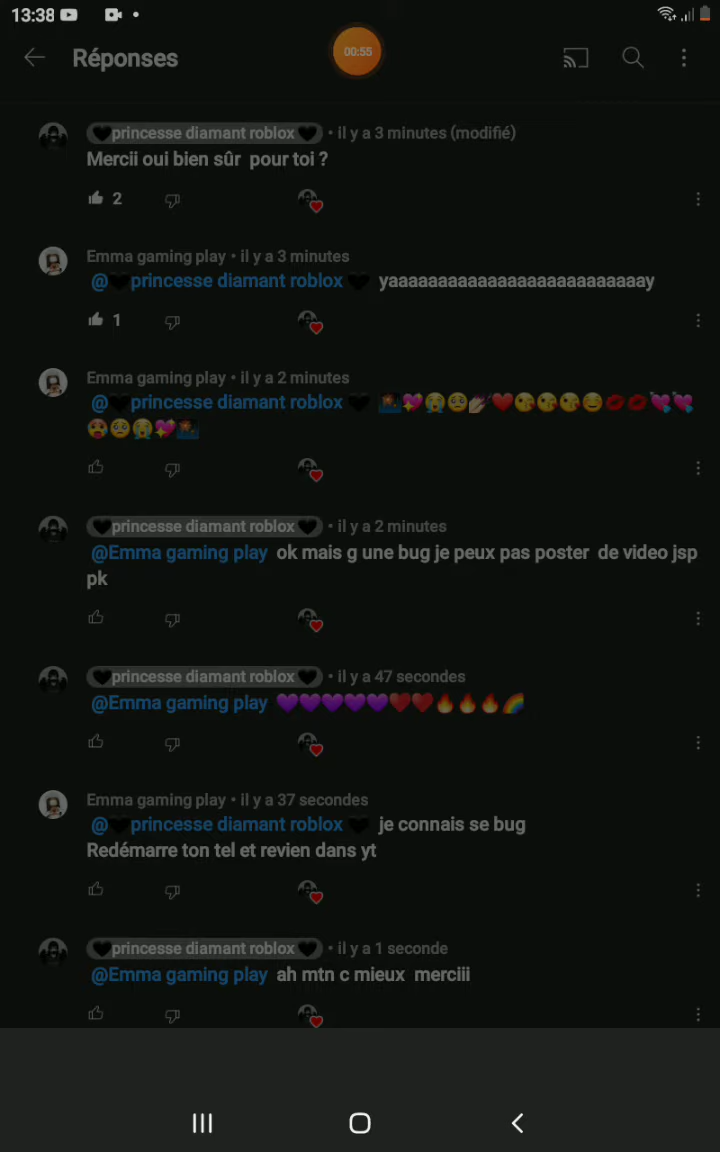 13:38
00:55
Réponses
🖤princesse diamant roblox🖤 • il y a 3 minutes (modifié)
Mercii oui bien sûr pour toi ?
2
Emma gaming play • il y a 3 minutes
@🖤princesse diamant roblox🖤 yaaaaaaaaaaaaaaaaaaaaaaaaaay
1
Emma gaming play • il y a 2 minutes
@🖤princesse diamant roblox🖤
🖤princesse diamant roblox🖤 • il y a 2 minutes
@Emma gaming play ok mais g une bug je peux pas poster de video jsp
pk
🖤princesse diamant roblox🖤 • il y a 47 secondes
@Emma gaming play 💜💜💜💜💜❤️❤️🔥🔥🔥🌈
Emma gaming play • il y a 37 secondes
@🖤princesse diamant roblox🖤 je connais se bug
Redémarre ton tel et revien dans yt
🖤princesse diamant roblox🖤 • il y a 1 seconde
@Emma gaming play ah mtn c mieux merciii